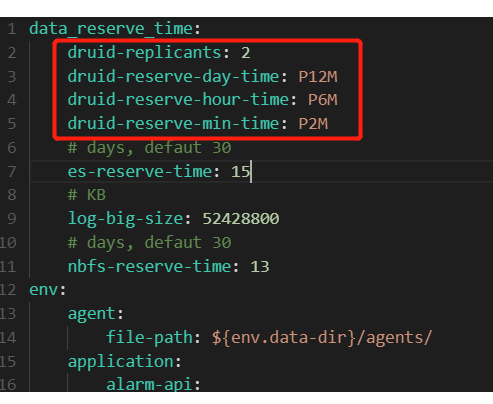 1 data_reserve_time:
2 druid-replicants: 2
3 druid-reserve-day-time: P12M
4 druid-reserve-hour-time: P6M
5 druid-reserve-min-time: P2M
6 # days, defaut 30
7 es-reserve-time: 15
8 # KB
9 log-big-size: 52428800
10 # days, defaut 30
11 nbfs-reserve-time: 13
12 env:
13 agent:
14 file-path: ${env.data-dir}/agents/
15 application:
16 alarm-api: